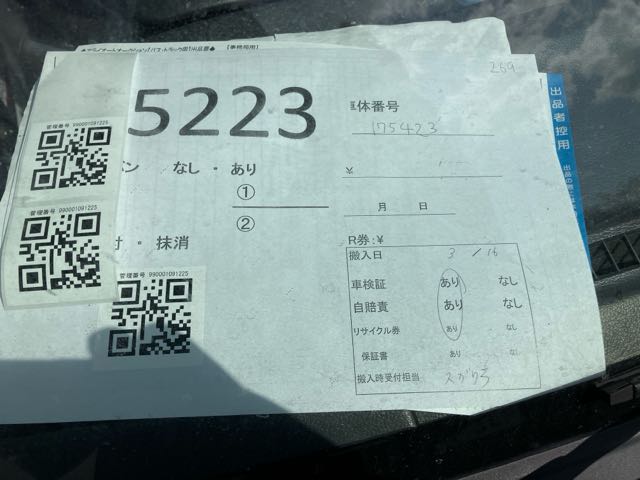 259
5223
車体番号
175423
なし・あり
①
②
¥
月 日
・抹消
R券:¥
搬入日 3/16
車検証 あり なし
自賠責 あり なし
リサイクル券 あり なし
保証書 あり なし
搬入時受付担当
管理番号 990001091225
管理番号 990001091225
管理番号 990001091225
出品者控用